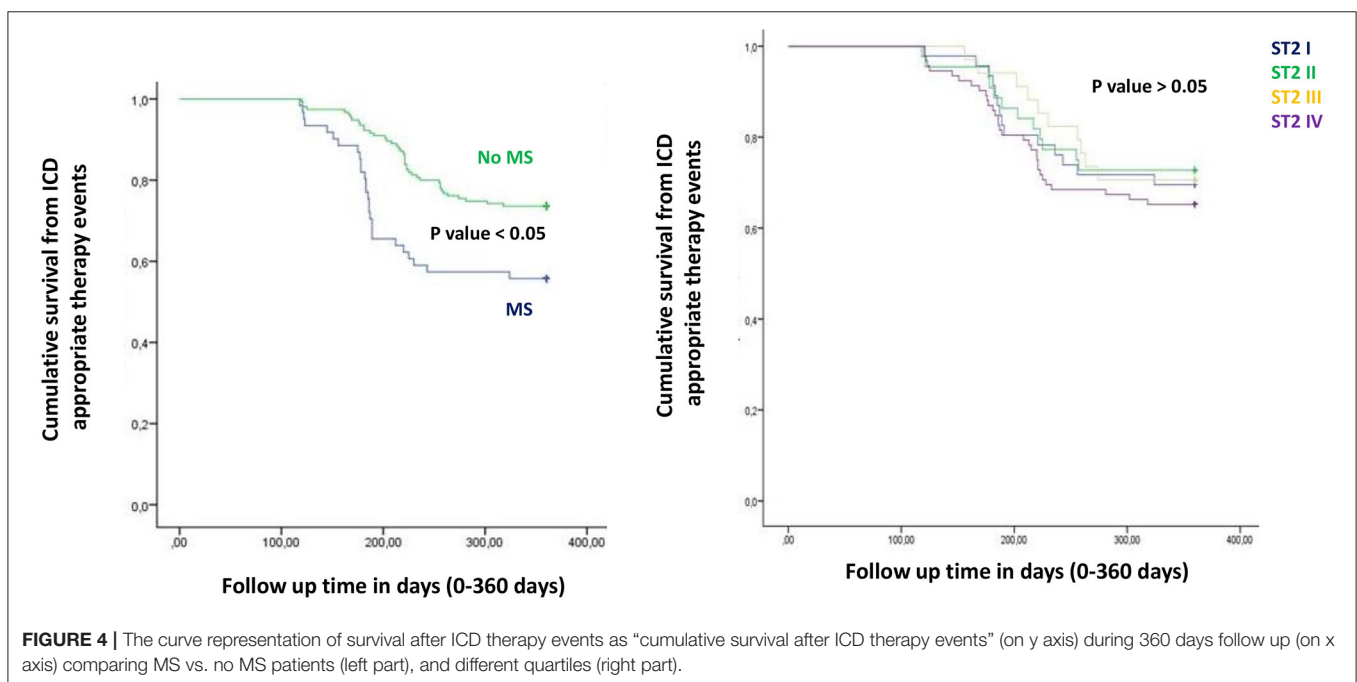 Cumulative survival from ICD
appropriate therapy events
1,0
0,8
0,6
0,4
0,2
0,0
No MS
P value < 0.05
MS
,00
100,00
200,00
300,00
400,00
Follow up time in days (0-360 days)
Cumulative survival from ICD
appropriate therapy events
1,0
0,8
0,6
0,4
0,2
0,0
P value > 0.05
ST2 I
ST2 II
ST2 III
ST2 IV
,00
100,00
200,00
300,00
400,00
Follow up time in days (0-360 days)
FIGURE 4 | The curve representation of survival after ICD therapy events as “cumulative survival after ICD therapy events” (on y axis) during 360 days follow up (on x
axis) comparing MS vs. no MS patients (left part), and different quartiles (right part).